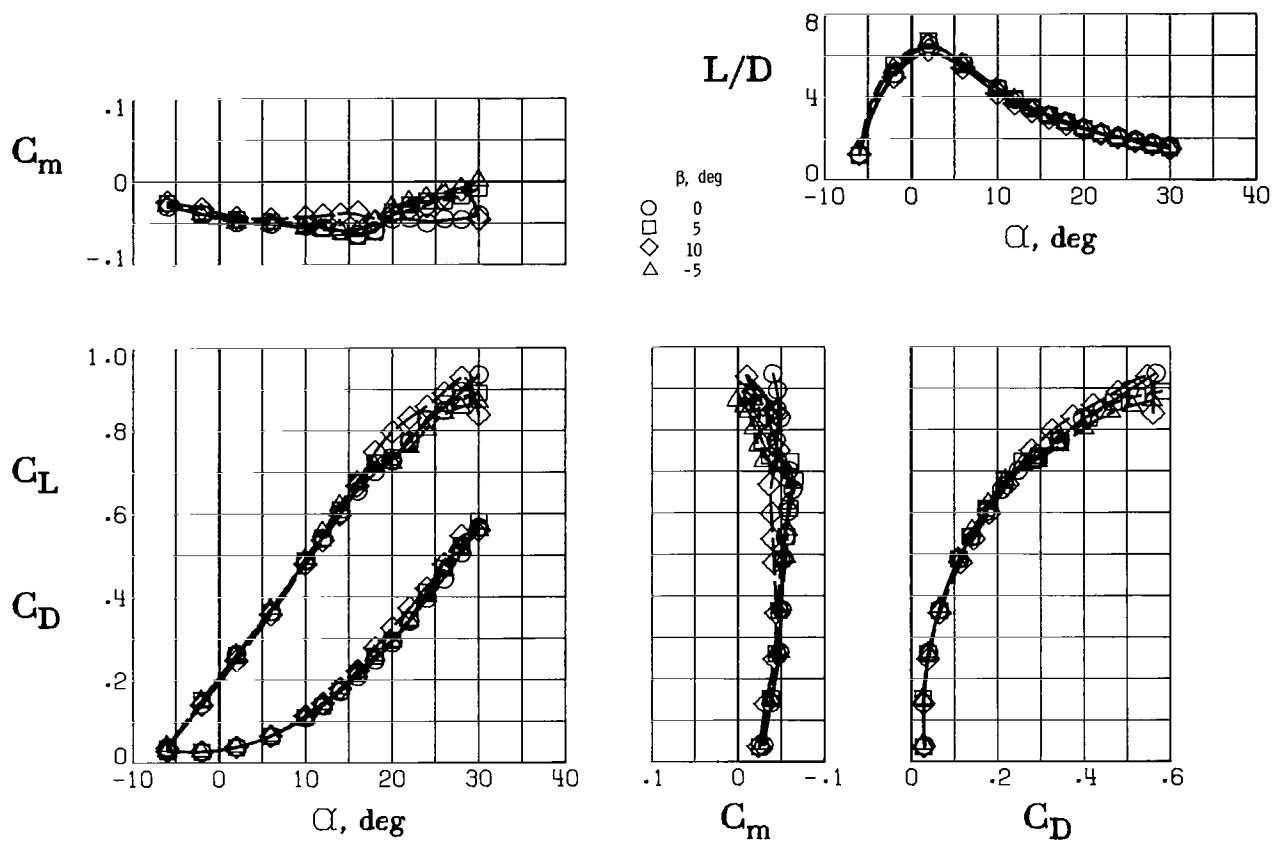 .1
C_m
0
-.1
8
L/D
4
0
-10 0 10 20 30 40
α, deg
β, deg
○ 0
□ 5
◇ 10
△ -5
1.0
.8
C_L
.6
C_D
.4
.2
0
-10 0 10 20 30 40
α, deg
.1 0 -.1
C_m
0 .2 .4 .6
C_D